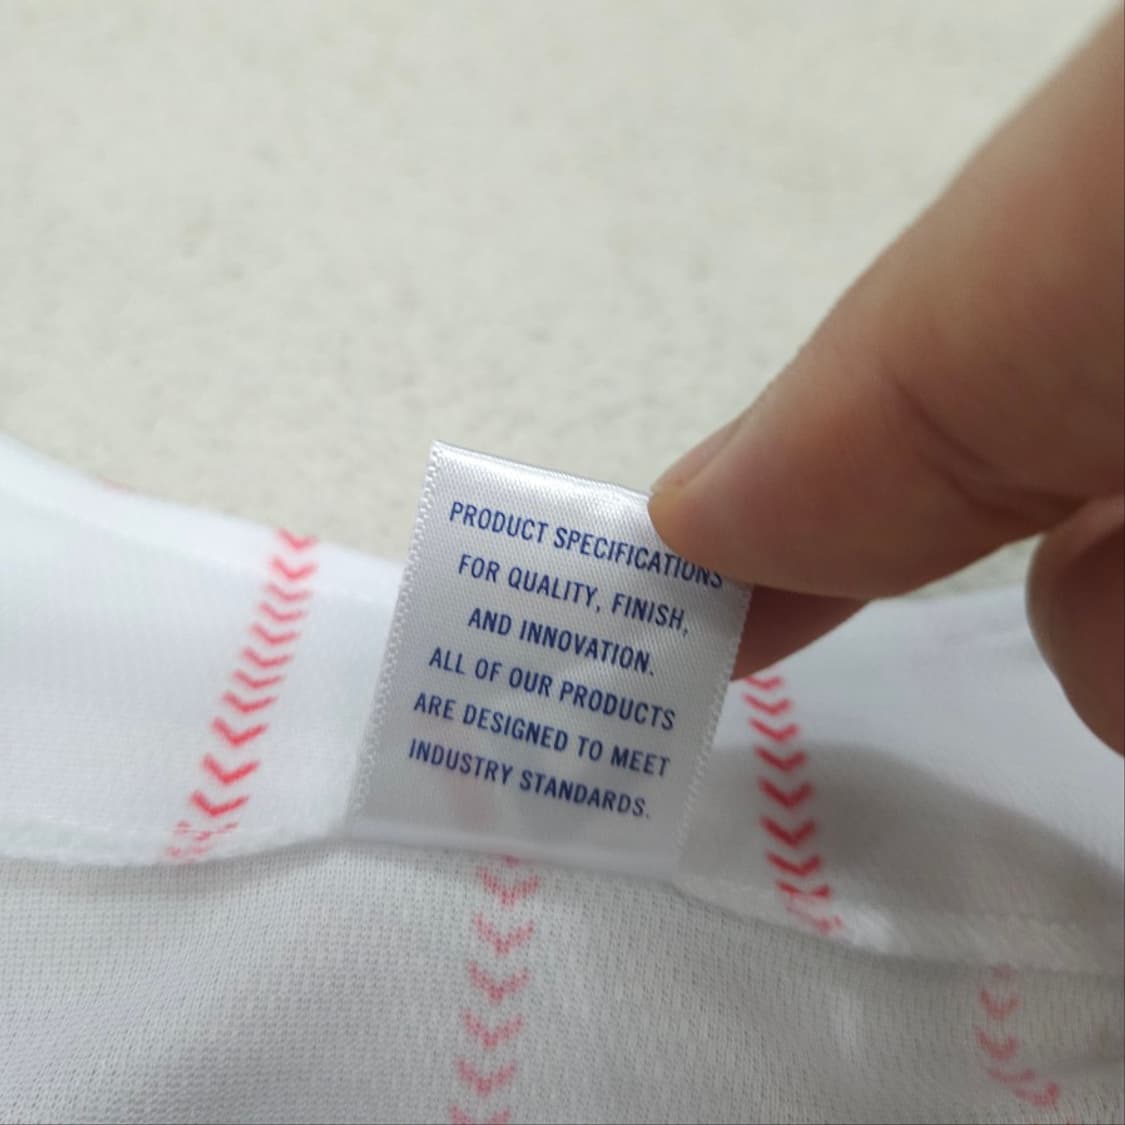 PRODUCT SPECIFICATIONS
FOR QUALITY, FINISH,
AND INNOVATION.
ALL OF OUR PRODUCTS
ARE DESIGNED TO MEET
INDUSTRY STANDARDS.